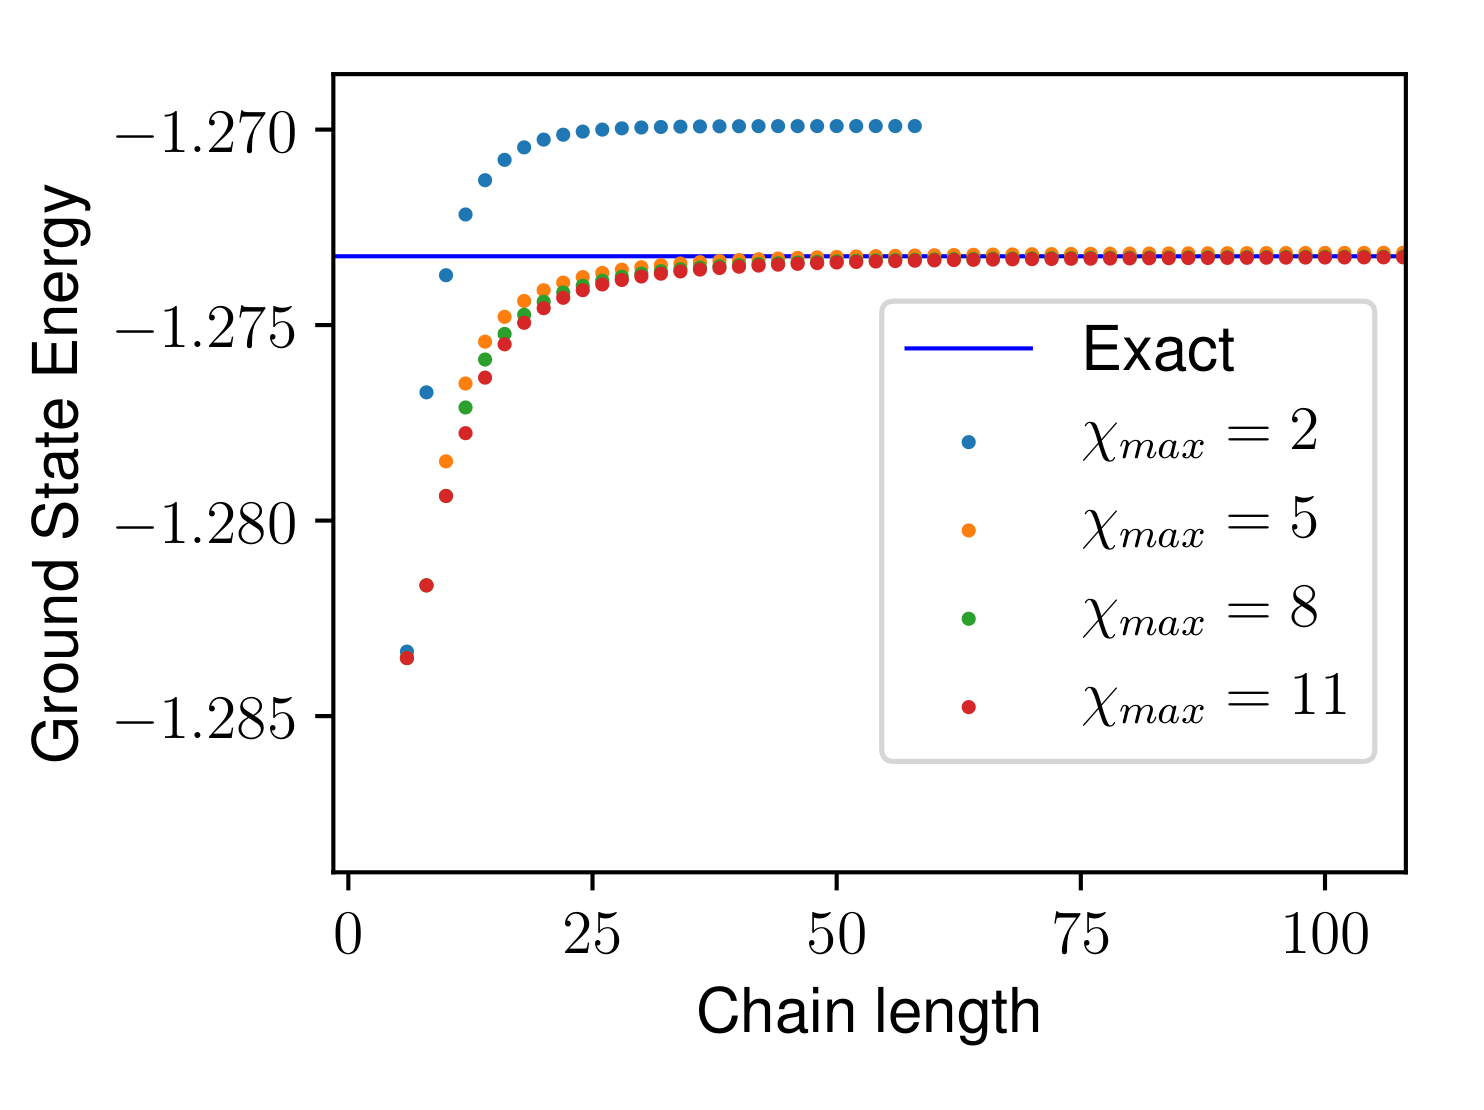 Ground State Energy
−1.270
−1.275
−1.280
−1.285
Exact
χmax = 2
χmax = 5
χmax = 8
χmax = 11
0 25 50 75 100
Chain length